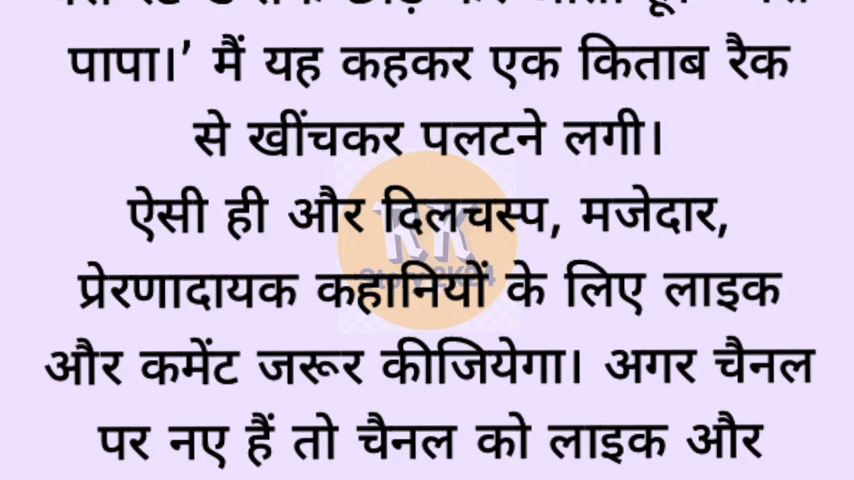 पापा।’ मैं यह कहकर एक किताब रैक
से खींचकर पलटने लगी।
ऐसी ही और दिलचस्प, मजेदार,
प्रेरणादायक कहानियों के लिए लाइक
और कमेंट जरूर कीजियेगा। अगर चैनल
पर नए हैं तो चैनल को लाइक और
KK